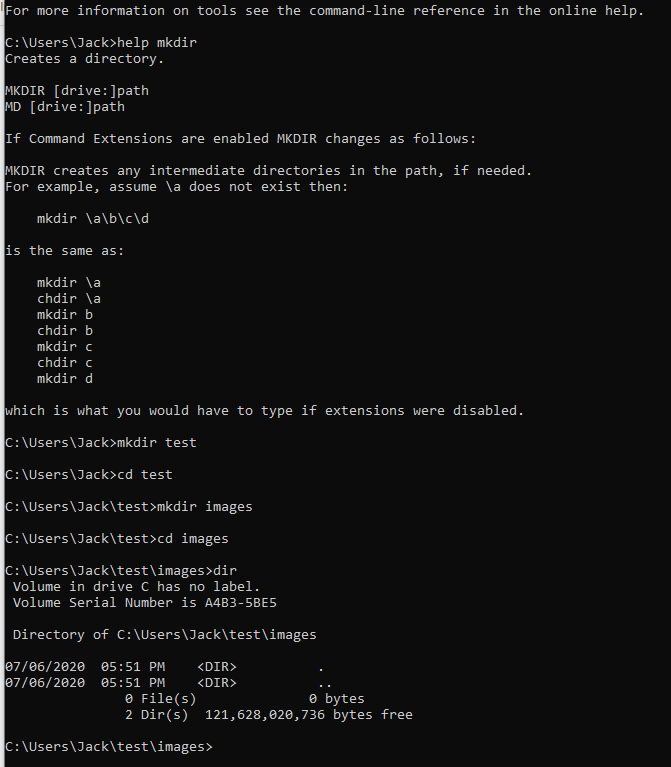 For more information on tools see the command-line reference in the online help.
C:\Users\Jack>help mkdir
Creates a directory.
MKDIR [drive:]path
MD [drive:]path
If Command Extensions are enabled MKDIR changes as follows:
MKDIR creates any intermediate directories in the path, if needed.
For example, assume \a does not exist then:
    mkdir \a\b\c\d
is the same as:
    mkdir \a
    chdir \a
    mkdir b
    chdir b
    mkdir c
    chdir c
    mkdir d
which is what you would have to type if extensions were disabled.
C:\Users\Jack>mkdir test
C:\Users\Jack>cd test
C:\Users\Jack\test>mkdir images
C:\Users\Jack\test>cd images
C:\Users\Jack\test\images>dir
 Volume in drive C has no label.
 Volume Serial Number is A4B3-5BE5
 Directory of C:\Users\Jack\test\images
07/06/2020  05:51 PM    <DIR>          .
07/06/2020  05:51 PM    <DIR>          ..
               0 File(s)              0 bytes
               2 Dir(s)  121,628,020,736 bytes free
C:\Users\Jack\test\images>